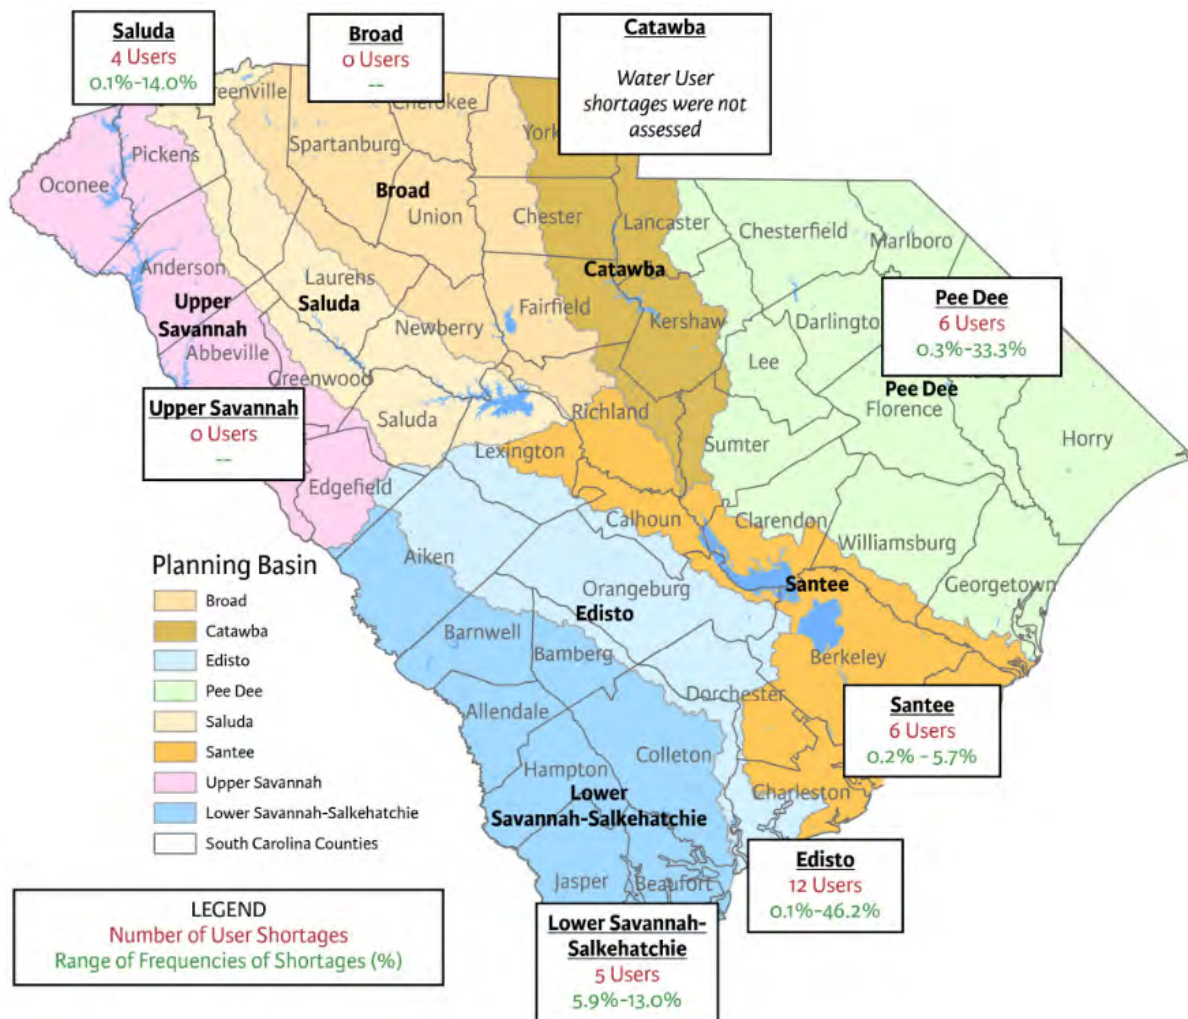 Saluda
4 Users
0.1%-14.0%
Broad
0 Users
--
Catawba
Water User
shortages were not
assessed
Cherokee
York
Spartanburg
Pickens
Oconee
Broad
Union
Chester
Lancaster
Chesterfield
Marlboro
Anderson
Laurens
Catawba
Upper
Savannah
Saluda
Fairfield
Kershaw
Pee Dee
6 Users
0.3%-33.3%
Darlington
Newberry
Abbeville
Lee
Greenwood
Pee Dee
Florence
Upper Savannah
0 Users
--
Saluda
Richland
Sumter
Horry
Lexington
Edgefield
Calhoun
Clarendon
Williamsburg
Aiken
Orangeburg
Santee
Georgetown
Edisto
Barnwell
Bamberg
Berkeley
Dorchester
Allendale
Colleton
Santee
6 Users
0.2% - 5.7%
Hampton
Lower
Savannah-Salkehatchie
Charleston
Jasper
Beaufort
Edisto
12 Users
0.1%-46.2%
Lower Savannah-
Salkehatchie
5 Users
5.9%-13.0%
Planning Basin
Broad
Catawba
Edisto
Pee Dee
Saluda
Santee
Upper Savannah
Lower Savannah-Salkehatchie
South Carolina Counties
LEGEND
Number of User Shortages
Range of Frequencies of Shortages (%)